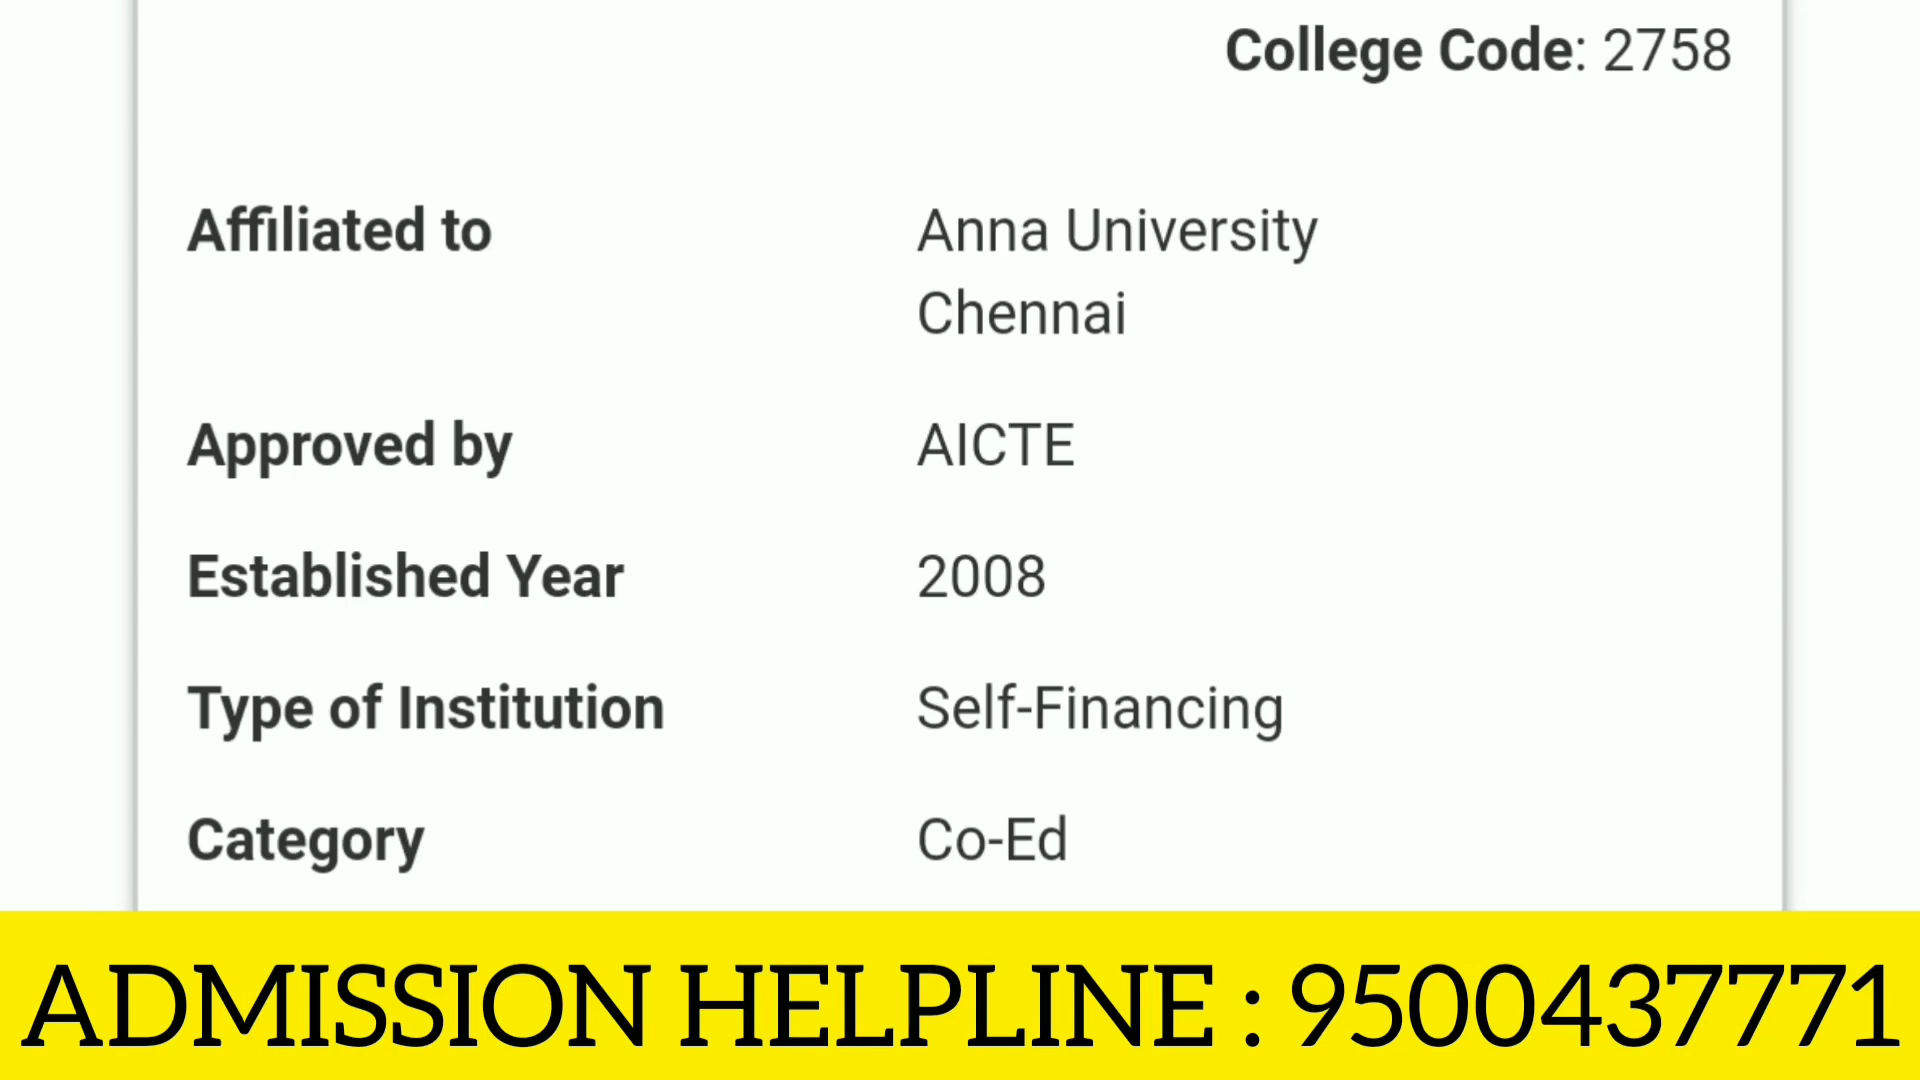 College Code: 2758
Affiliated to Anna University
Chennai
Approved by AICTE
Established Year 2008
Type of Institution Self-Financing
Category Co-Ed
ADMISSION HELPLINE : 9500437771